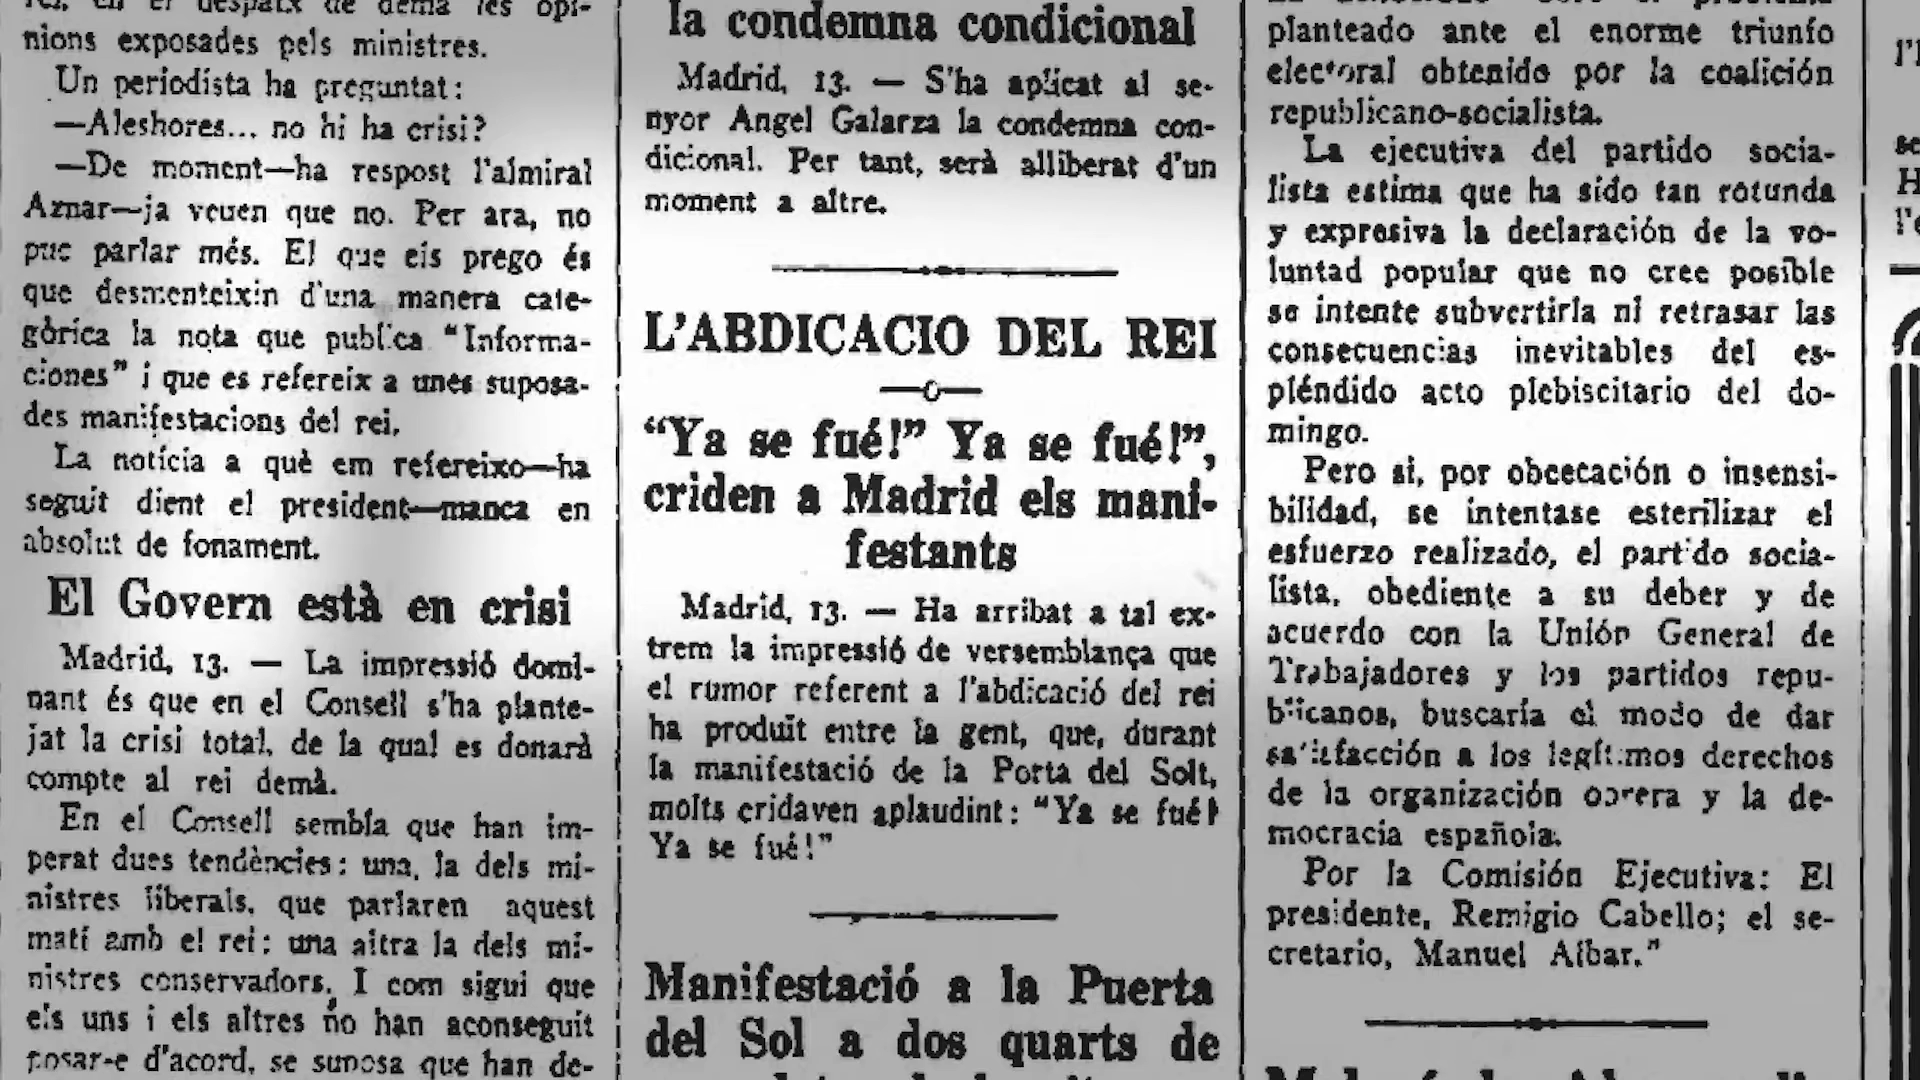 rei, en el despatx de demà les opi-
nions exposades pels ministres.
Un periodista ha preguntat:
—Aleshores... no hi ha crisi?
—De moment—ha respost l'almiral
Aznar—ja veuen que no. Per ara, no
puc parlar més. El que els prego és
que desmenteixin d'una manera cate-
gòrica la nota que publica "Informa-
ciones" i que es refereix a unes suposa-
des manifestacions del rei.
La notícia a què em refereixo—ha
seguit dient el president—manca en
absolut de fonament.
El Govern està en crisi
Madrid, 13. — La impressió domi-
nant és que en el Consell s'ha plante-
jat la crisi total, de la qual es donarà
compte al rei demà.
En el Consell sembla que han im-
perat dues tendències: una, la dels mi-
nistres liberals, que parlaren aquest
matí amb el rei; una altra la dels mi-
nistres conservadors. I com sigui que
els uns i els altres no han aconseguit
posar-e d'acord, se suposa que han de-
la condemna condicional
Madrid, 13. — S'ha aplicat al se-
nyor Angel Galarza la condemna con-
dicional. Per tant, serà alliberat d'un
moment a altre.
L'ABDICACIO DEL REI
"Ya se fué!" Ya se fué!",
criden a Madrid els mani-
festants
Madrid, 13. — Ha arribat a tal ex-
trem la impressió de versemblança que
el rumor referent a l'abdicació del rei
ha produït entre la gent, que, durant
la manifestació de la Porta del Solt,
molts cridaven aplaudint: "Ya se fué!
Ya se fué!"
Manifestació a la Puerta
del Sol a dos quarts de
planteado ante el enorme triunfo
electoral obtenido por la coalición
republicano-socialista.
La ejecutiva del partido socia-
lista estima que ha sido tan rotunda
y expresiva la declaración de la vo-
luntad popular que no cree posible
se intente subvertirla ni retrasar las
consecuencias inevitables del es-
pléndido acto plebiscitario del do-
mingo.
Pero si, por obcecación o insensi-
bilidad, se intentase esterilizar el
esfuerzo realizado, el partido socia-
lista, obediente a su deber y de
acuerdo con la Unión General de
Trabajadores y los partidos repu-
blicanos, buscaría el modo de dar
satisfacción a los legítimos derechos
de la organización obrera y la de-
mocracia española.
Por la Comisión Ejecutiva: El
presidente, Remigio Cabello; el se-
cretario, Manuel Albar."